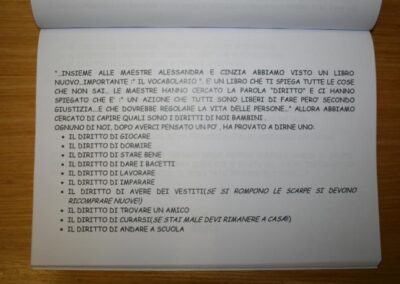 "...INSIEME ALLE MAESTRE ALESSANDRA E CINZIA ABBIAMO VISTO UN LIBRO
NUOVO...IMPORTANTE :" IL VOCABOLARIO ". E' UN LIBRO CHE TI SPIEGA TUTTE LE COSE
CHE NON SAI... LE MAESTRE HANNO CERCATO LA PAROLA "DIRITTO" E CI HANNO
SPIEGATO CHE E' :" UN AZIONE CHE TUTTI SONO LIBERI DI FARE PERO' SECONDO
GIUSTIZIA...E CHE DOVREBBE REGOLARE LA VITA DELLE PERSONE..." ALLORA ABBIAMO
CERCATO DI CAPIRE QUALI SONO I DIRITTI DI NOI BAMBINI .
OGNUNO DI NOI, DOPO AVERCI PENSATO UN PO' , HA PROVATO A DIRNE UNO:
• IL DIRITTO DI GIOCARE
• IL DIRITTO DI DORMIRE
• IL DIRITTO DI STARE BENE
• IL DIRITTO DI DARE I BACETTI
• IL DIRITTO DI LAVORARE
• IL DIRITTO DI IMPARARE
• IL DIRITTO DI AVERE DEI VESTITI(SE SI ROMPONO LE SCARPE SI DEVONO
RICOMPRARE NUOVE!)
• IL DIRITTO DI TROVARE UN AMICO
• IL DIRITTO DI CURARSI(SE STAI MALE DEVI RIMANERE A CASA!)
• IL DIRITTO DI ANDARE A SCUOLA